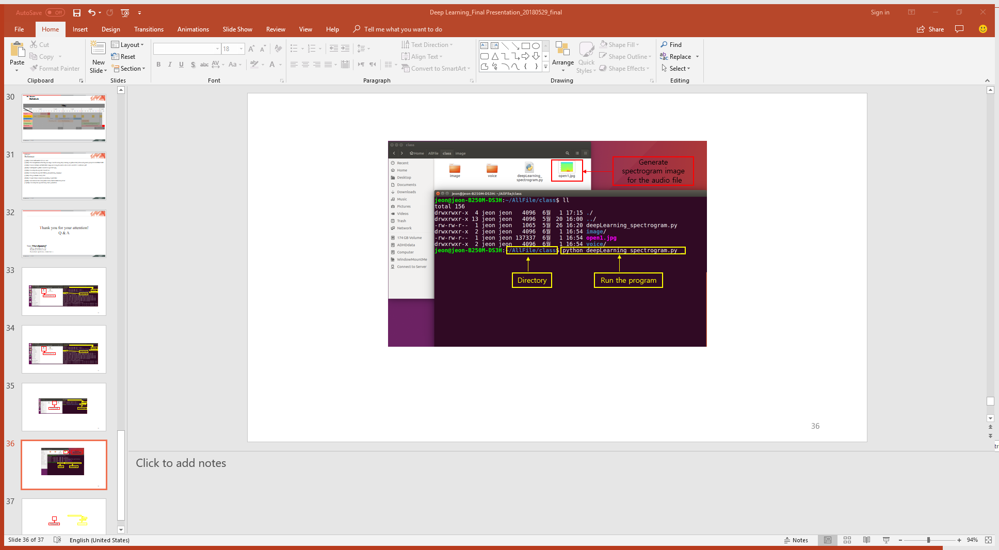 AutoSave Off
Deep Learning_Final Presentation_20180529_final
Sign in
File Home Insert Design Transitions Animations Slide Show Review View Help Tell me what you want to do
Share
Paste
Cut
Copy
Format Painter
Clipboard
New
Slide
Layout
Reset
Section
Slides
18
B I U S abc AV Aa A
Font
Text Direction
Align Text
Convert to SmartArt
Paragraph
Arrange
Quick
Styles
Shape Fill
Shape Outline
Shape Effects
Drawing
Find
Replace
Select
Editing
30
Schedule
May
31
Reference
32
Thank you for your attention!
Q & A
33
34
35
36
37
class
Home AllFile class image
Recent
Home
Desktop
Documents
Downloads
Music
Pictures
Videos
Trash
Network
174 GB Volume
ADHDdata
Computer
WindowMountMe
Connect to Server
image
voice
deepLearning_
spectrogram.py
open1.jpg
Generate
spectrogram image
for the audio file
jeon@jeon-B250M-DS3H: ~/AllFile/class
jeon@jeon-B250M-DS3H:~/AllFile/class$ ll
total 156
drwxrwxr-x 4 jeon jeon 4096 6월 1 17:15 ./
drwxrwxr-x 13 jeon jeon 4096 5월 20 16:00 ../
-rw-rw-r-- 1 jeon jeon 1065 5월 26 16:20 deepLearning_spectrogram.py
drwxrwxr-x 2 jeon jeon 4096 6월 1 16:54 image/
-rw-rw-r-- 1 jeon jeon 137337 6월 1 16:54 open1.jpg
drwxrwxr-x 2 jeon jeon 4096 6월 1 16:54 voice/
jeon@jeon-B250M-DS3H:~/AllFile/class$ python deepLearning_spectrogram.py
Directory
Run the program
36
Click to add notes
Slide 36 of 37
English (United States)
Notes
94%